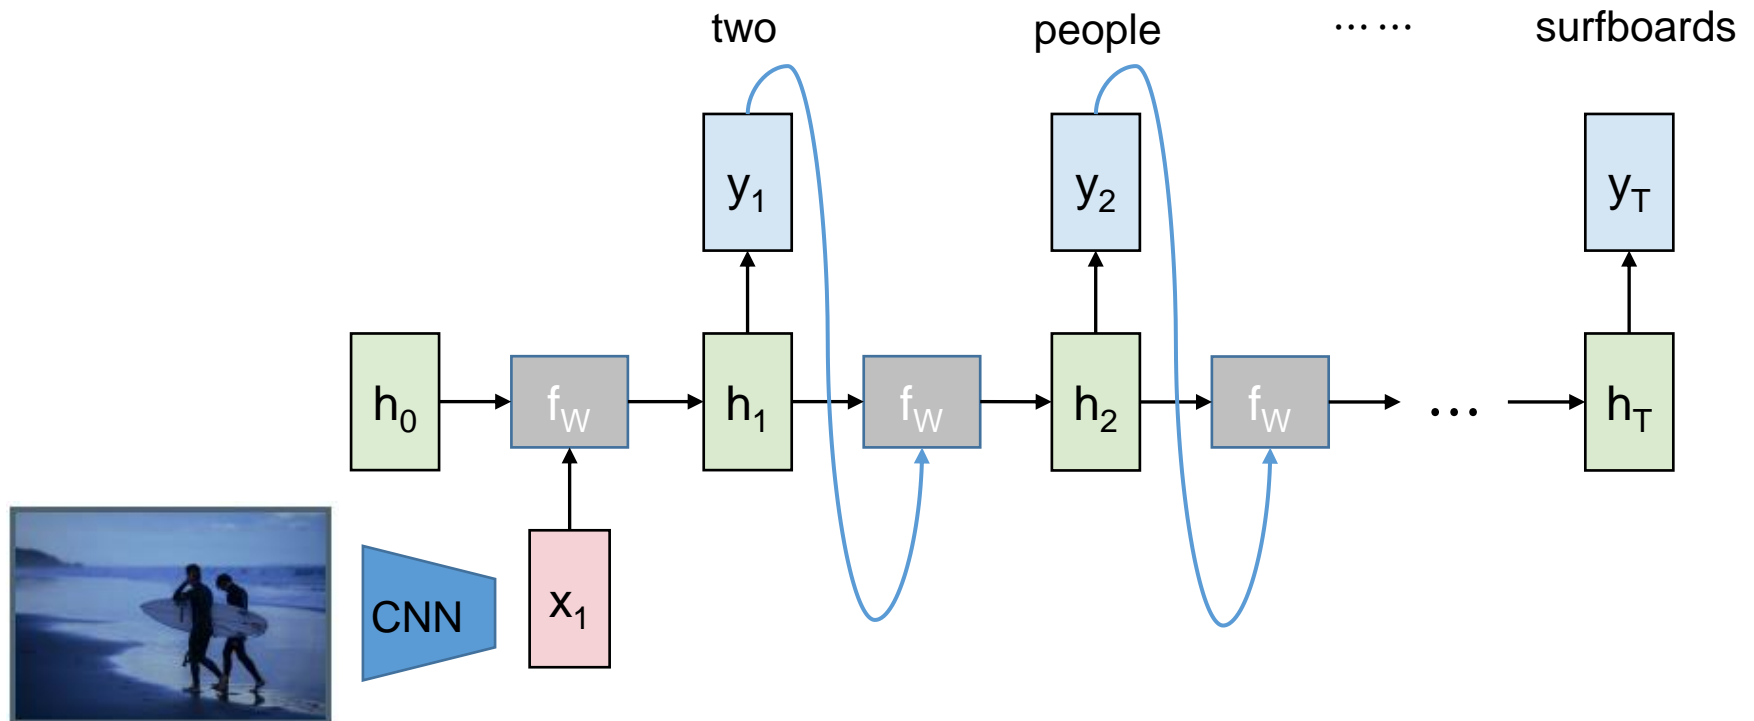 two people …… surfboards
y1 y2 yT
h0 fW h1 fW h2 fW … hT
CNN x1